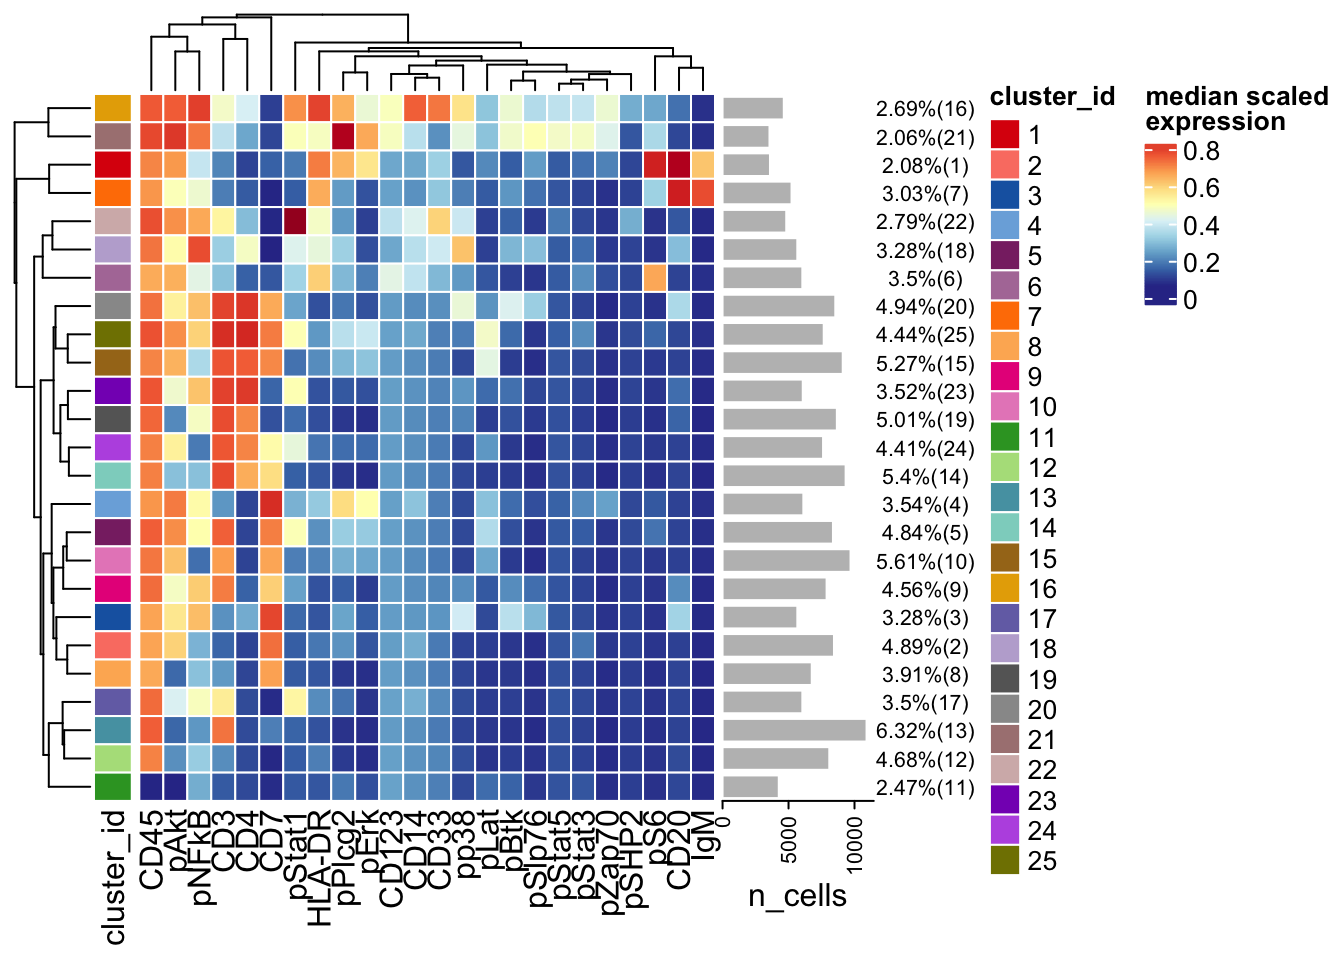 cluster_id
median scaled
expression
2.69%(16)
2.06%(21)
2.08%(1)
3.03%(7)
2.79%(22)
3.28%(18)
3.5%(6)
4.94%(20)
4.44%(25)
5.27%(15)
3.52%(23)
5.01%(19)
4.41%(24)
5.4%(14)
3.54%(4)
4.84%(5)
5.61%(10)
4.56%(9)
3.28%(3)
4.89%(2)
3.91%(8)
3.5%(17)
6.32%(13)
4.68%(12)
2.47%(11)
1
2
3
4
5
6
7
8
9
10
11
12
13
14
15
16
17
18
19
20
21
22
23
24
25
0.8
0.6
0.4
0.2
0
cluster_id
CD45
pAkt
pNFkB
CD3
CD4
CD7
pStat1
HLA-DR
pPlcg2
pErk
CD123
CD14
CD33
pp38
pLat
pBtk
pSlp76
pStat5
pStat3
pZap70
pSHP2
pS6
CD20
IgM
0
5000
10000
n_cells